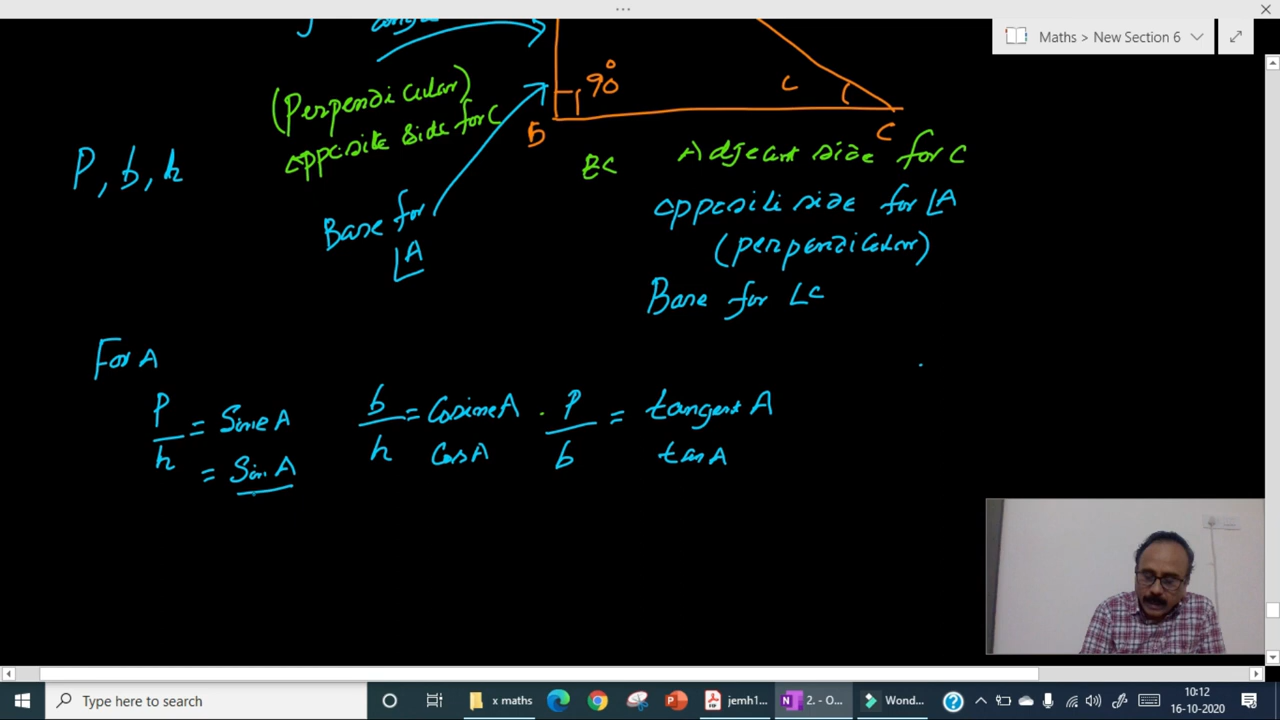 Maths > New Section 6
angle
90°
C
(Perpendicular)
opposite side for C
B
C
P, b, h
BC
Adjecant side for C
Base for
∠A
opposite side for ∠A
(perpendicular)
Base for ∠C
For A
P/h = Sine A
= Sin A
b/h = Cosine A
Cos A
P/b = tangent A
tan A
Type here to search
x maths
jemh1...
2. - O...
Wond...
10:12
16-10-2020